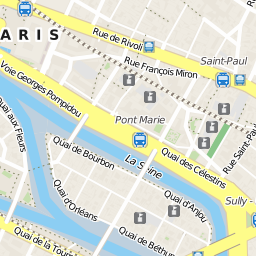 ARIS
Rue de Rivoli
Saint-Paul
Rue François Miron
Voie Georges Pompidou
Pont Marie
Quai aux Fleurs
Quai de Bourbon
La Seine
Quai des Célestins
Rue Saint-Paul
Quai d'Orléans
Quai d'Anjou
Sully
Quai de la Tour
Quai de Béthun